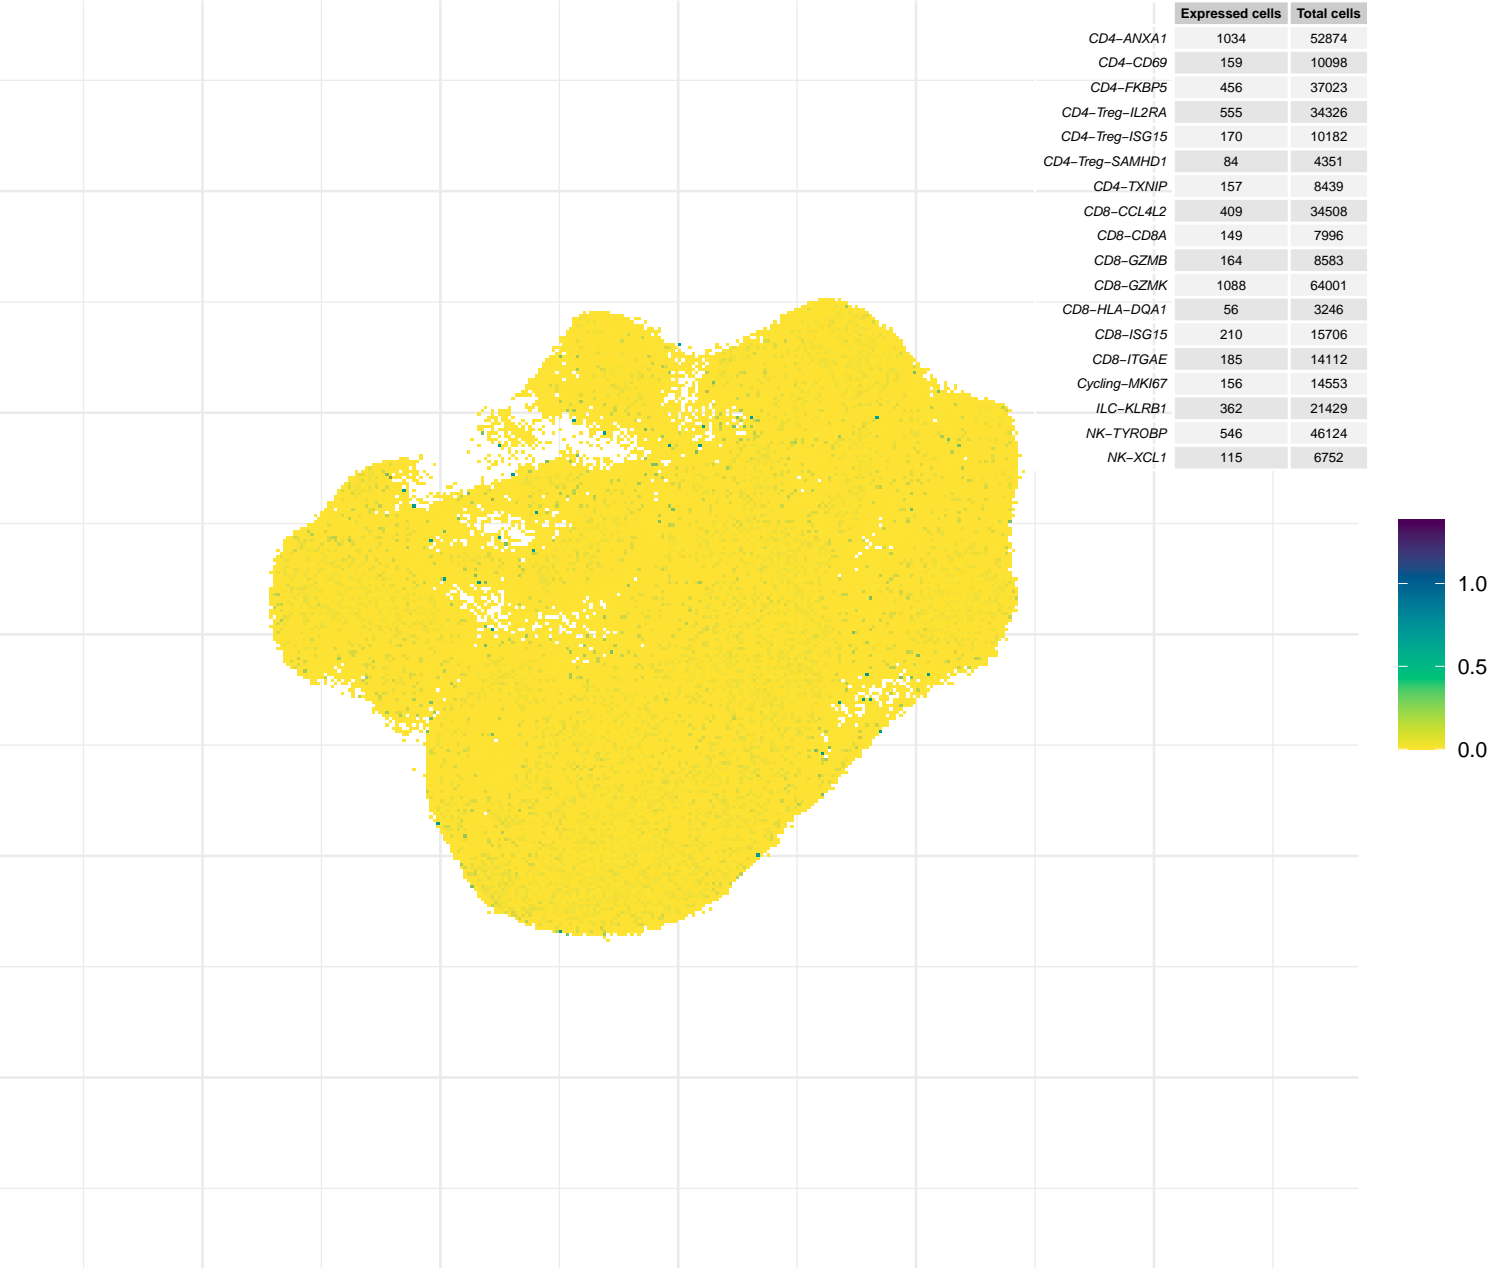 Expressed cells Total cells
CD4−ANXA1 1034 52874
CD4−CD69 159 10098
CD4−FKBP5 456 37023
CD4−Treg−IL2RA 555 34326
CD4−Treg−ISG15 170 10182
CD4−Treg−SAMHD1 84 4351
CD4−TXNIP 157 8439
CD8−CCL4L2 409 34508
CD8−CD8A 149 7996
CD8−GZMB 164 8583
CD8−GZMK 1088 64001
CD8−HLA−DQA1 56 3246
CD8−ISG15 210 15706
CD8−ITGAE 185 14112
Cycling−MKI67 156 14553
ILC−KLRB1 362 21429
NK−TYROBP 546 46124
NK−XCL1 115 6752
1.0
0.5
0.0